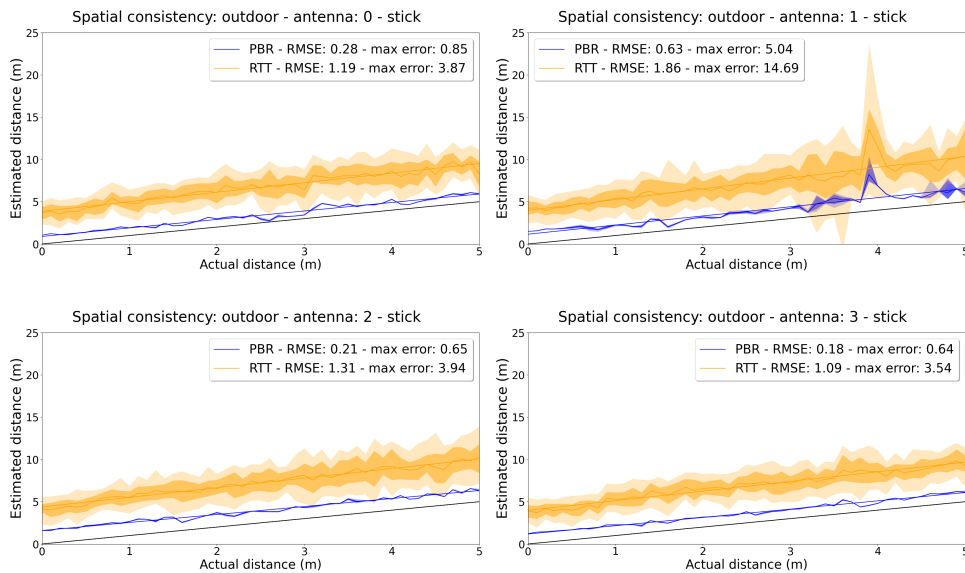 Spatial consistency: outdoor - antenna: 0 - stick
PBR - RMSE: 0.28 - max error: 0.85
RTT - RMSE: 1.19 - max error: 3.87
Estimated distance (m)
25
20
15
10
5
0
0 1 2 3 4 5
Actual distance (m)
Spatial consistency: outdoor - antenna: 1 - stick
PBR - RMSE: 0.63 - max error: 5.04
RTT - RMSE: 1.86 - max error: 14.69
Estimated distance (m)
25
20
15
10
5
0
0 1 2 3 4 5
Actual distance (m)
Spatial consistency: outdoor - antenna: 2 - stick
PBR - RMSE: 0.21 - max error: 0.65
RTT - RMSE: 1.31 - max error: 3.94
Estimated distance (m)
25
20
15
10
5
0
0 1 2 3 4 5
Actual distance (m)
Spatial consistency: outdoor - antenna: 3 - stick
PBR - RMSE: 0.18 - max error: 0.64
RTT - RMSE: 1.09 - max error: 3.54
Estimated distance (m)
25
20
15
10
5
0
0 1 2 3 4 5
Actual distance (m)